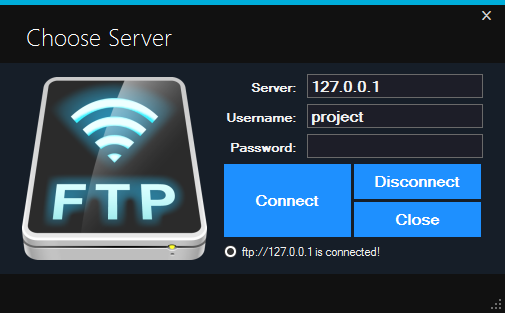 Choose Server
FTP
Server: 127.0.0.1
Username: project
Password:
Connect
Disconnect
Close
ftp://127.0.0.1 is connected!